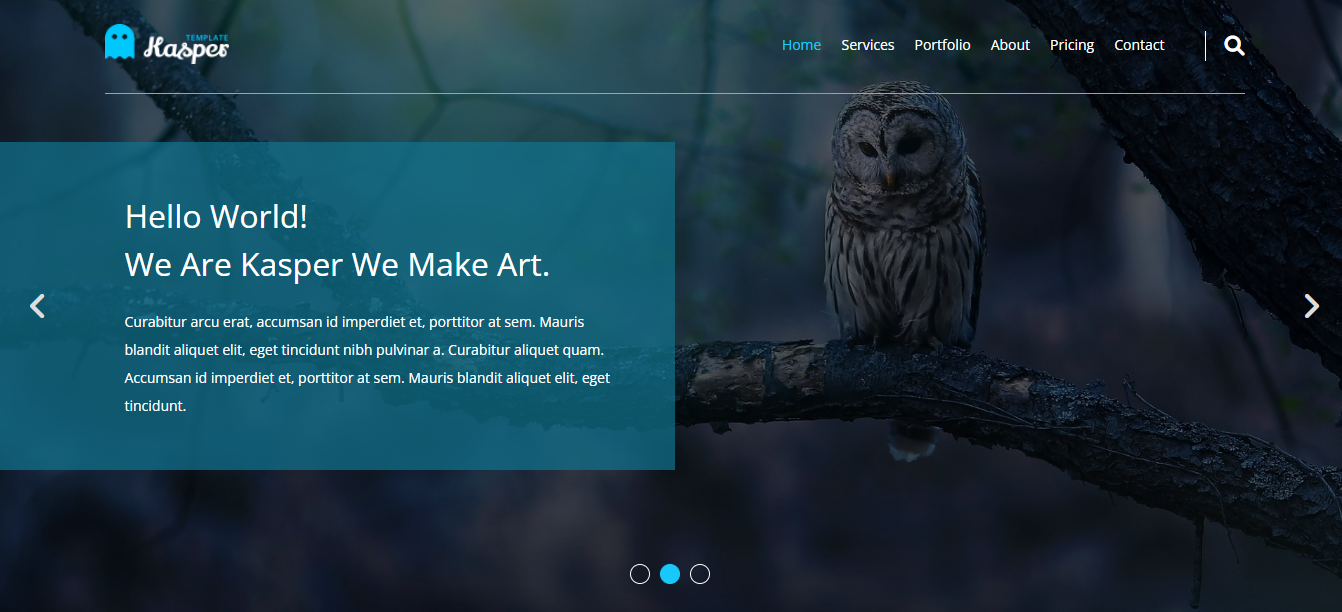 TEMPLATE
Kasper
Home Services Portfolio About Pricing Contact
Hello World!
We Are Kasper We Make Art.
Curabitur arcu erat, accumsan id imperdiet et, porttitor at sem. Mauris
blandit aliquet elit, eget tincidunt nibh pulvinar a. Curabitur aliquet quam.
Accumsan id imperdiet et, porttitor at sem. Mauris blandit aliquet elit, eget
tincidunt.